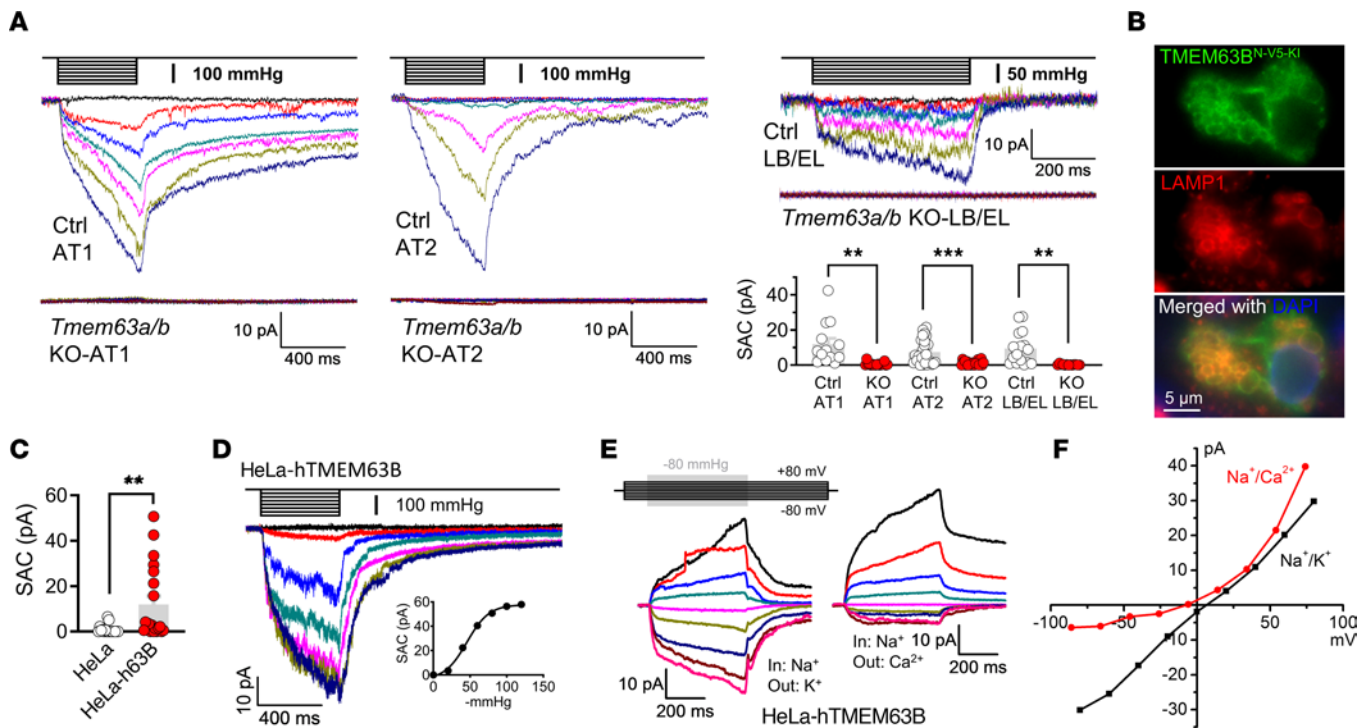 A
100 mmHg
Ctrl
AT1
Tmem63a/b
KO-AT1
10 pA
400 ms
100 mmHg
Ctrl
AT2
Tmem63a/b
KO-AT2
10 pA
400 ms
50 mmHg
Ctrl
LB/EL
10 pA
200 ms
Tmem63a/b KO-LB/EL
SAC (pA)
40
20
0
** *** **
Ctrl KO Ctrl KO Ctrl KO
AT1 AT1 AT2 AT2 LB/EL LB/EL
B
TMEM63B^N-V5-KI
LAMP1
Merged with DAPI
5 µm
C
SAC (pA)
60
40
20
0
**
HeLa
HeLa-h63B
D
HeLa-hTMEM63B
100 mmHg
10 pA
400 ms
SAC (pA)
60
40
20
0
0 50 100 150
-mmHg
E
-80 mmHg
+80 mV
-80 mV
In: Na⁺
Out: K⁺
10 pA
200 ms
In: Na⁺
Out: Ca²⁺
10 pA
200 ms
HeLa-hTMEM63B
F
pA
40
30
20
10
-10
-20
-30
-100 -50 50 100
mV
Na⁺/Ca²⁺
Na⁺/K⁺